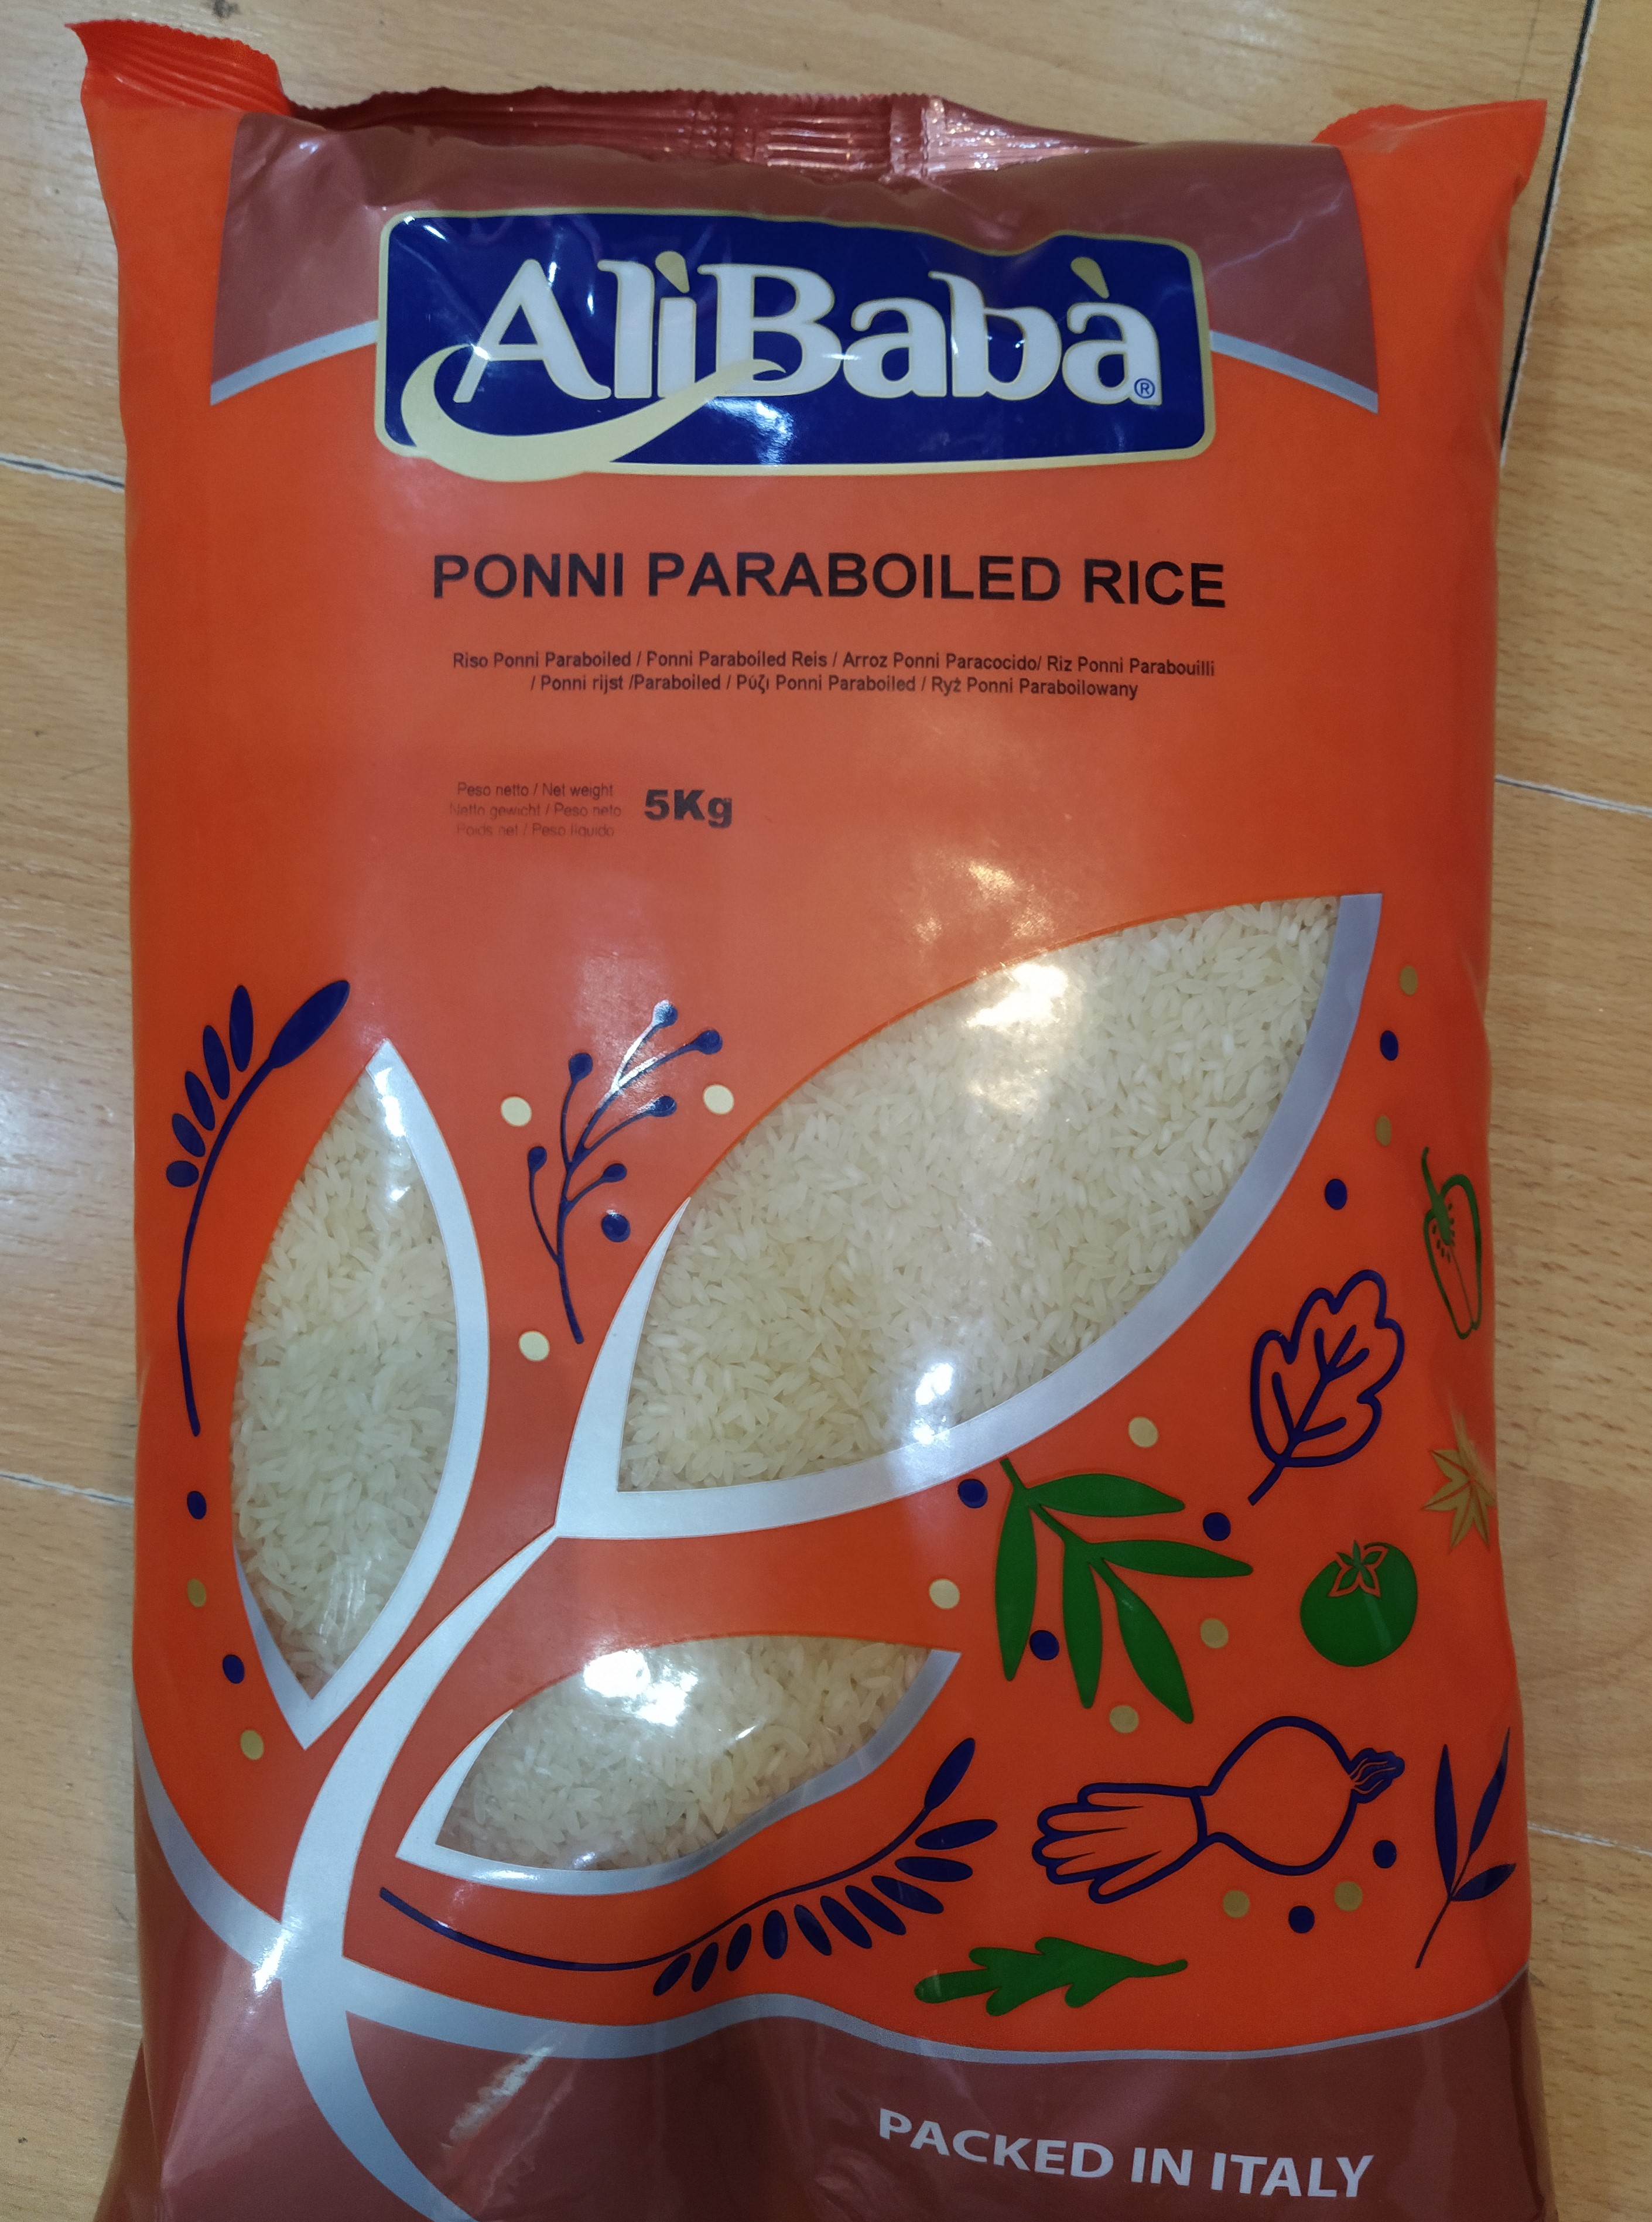 AlìBabà®
PONNI PARABOILED RICE
Riso Ponni Paraboiled / Ponni Paraboiled Reis / Arroz Ponni Paracocido/ Riz Ponni Parabouilli
/ Ponni rijst /Paraboiled / Ρύζι Ponni Paraboiled / Ryż Ponni Paraboilowany
Peso netto / Net weight
Netto gewicht / Peso neto
Poids net / Peso líquido
5Kg
PACKED IN ITALY